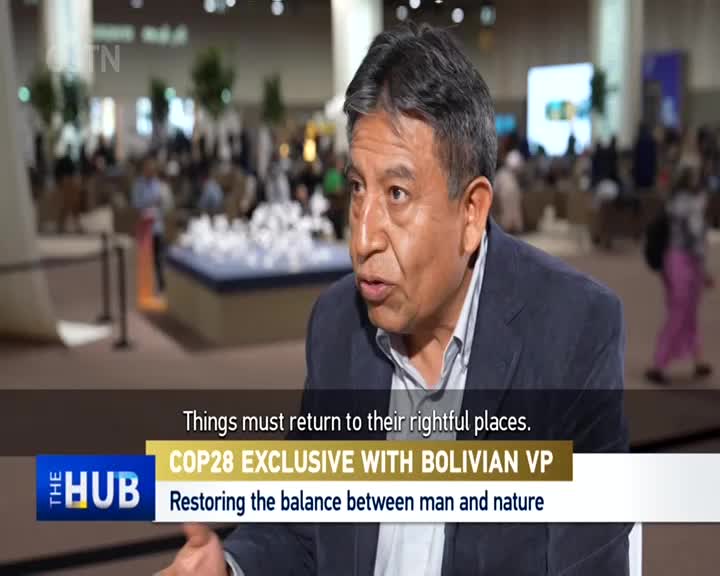 CGTN
Things must return to their rightful places.
COP28 EXCLUSIVE WITH BOLIVIAN VP
THE HUB
Restoring the balance between man and nature